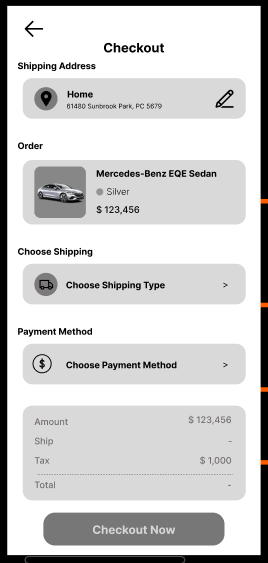 Checkout
Shipping Address
Home
61480 Sunbrook Park, PC 5679
Order
Mercedes-Benz EQE Sedan
Silver
$ 123,456
Choose Shipping
Choose Shipping Type >
Payment Method
$ Choose Payment Method >
Amount $ 123,456
Ship -
Tax $ 1,000
Total -
Checkout Now